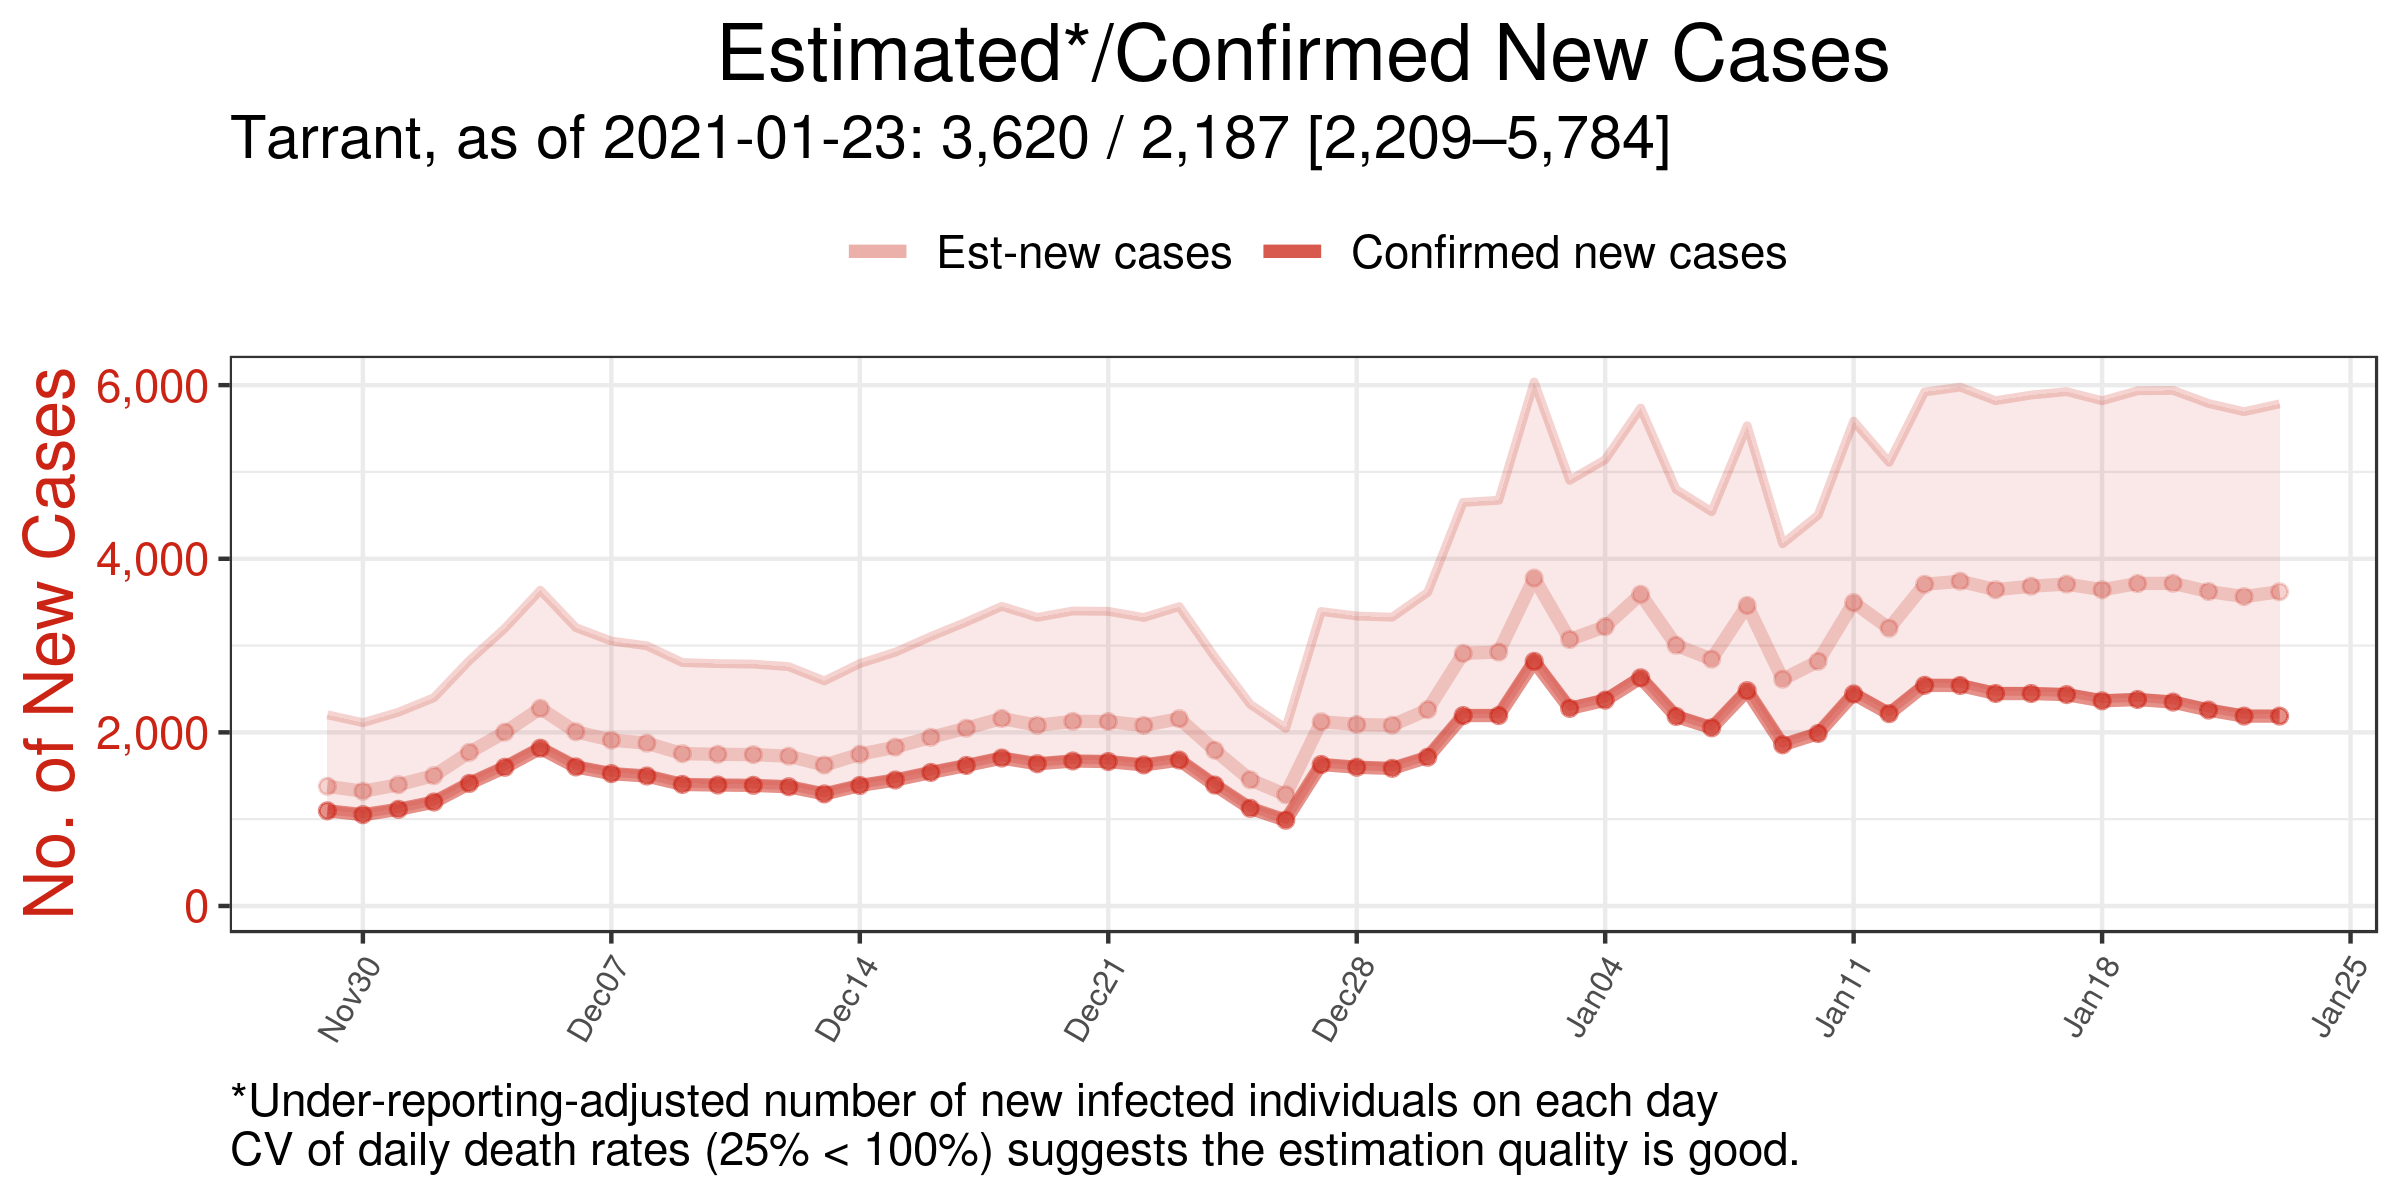 Estimated*/Confirmed New Cases
Tarrant, as of 2021-01-23: 3,620 / 2,187 [2,209–5,784]
Est-new cases Confirmed new cases
No. of New Cases
6,000
4,000
2,000
0
Nov30 Dec07 Dec14 Dec21 Dec28 Jan04 Jan11 Jan18 Jan25
*Under-reporting-adjusted number of new infected individuals on each day
CV of daily death rates (25% < 100%) suggests the estimation quality is good.